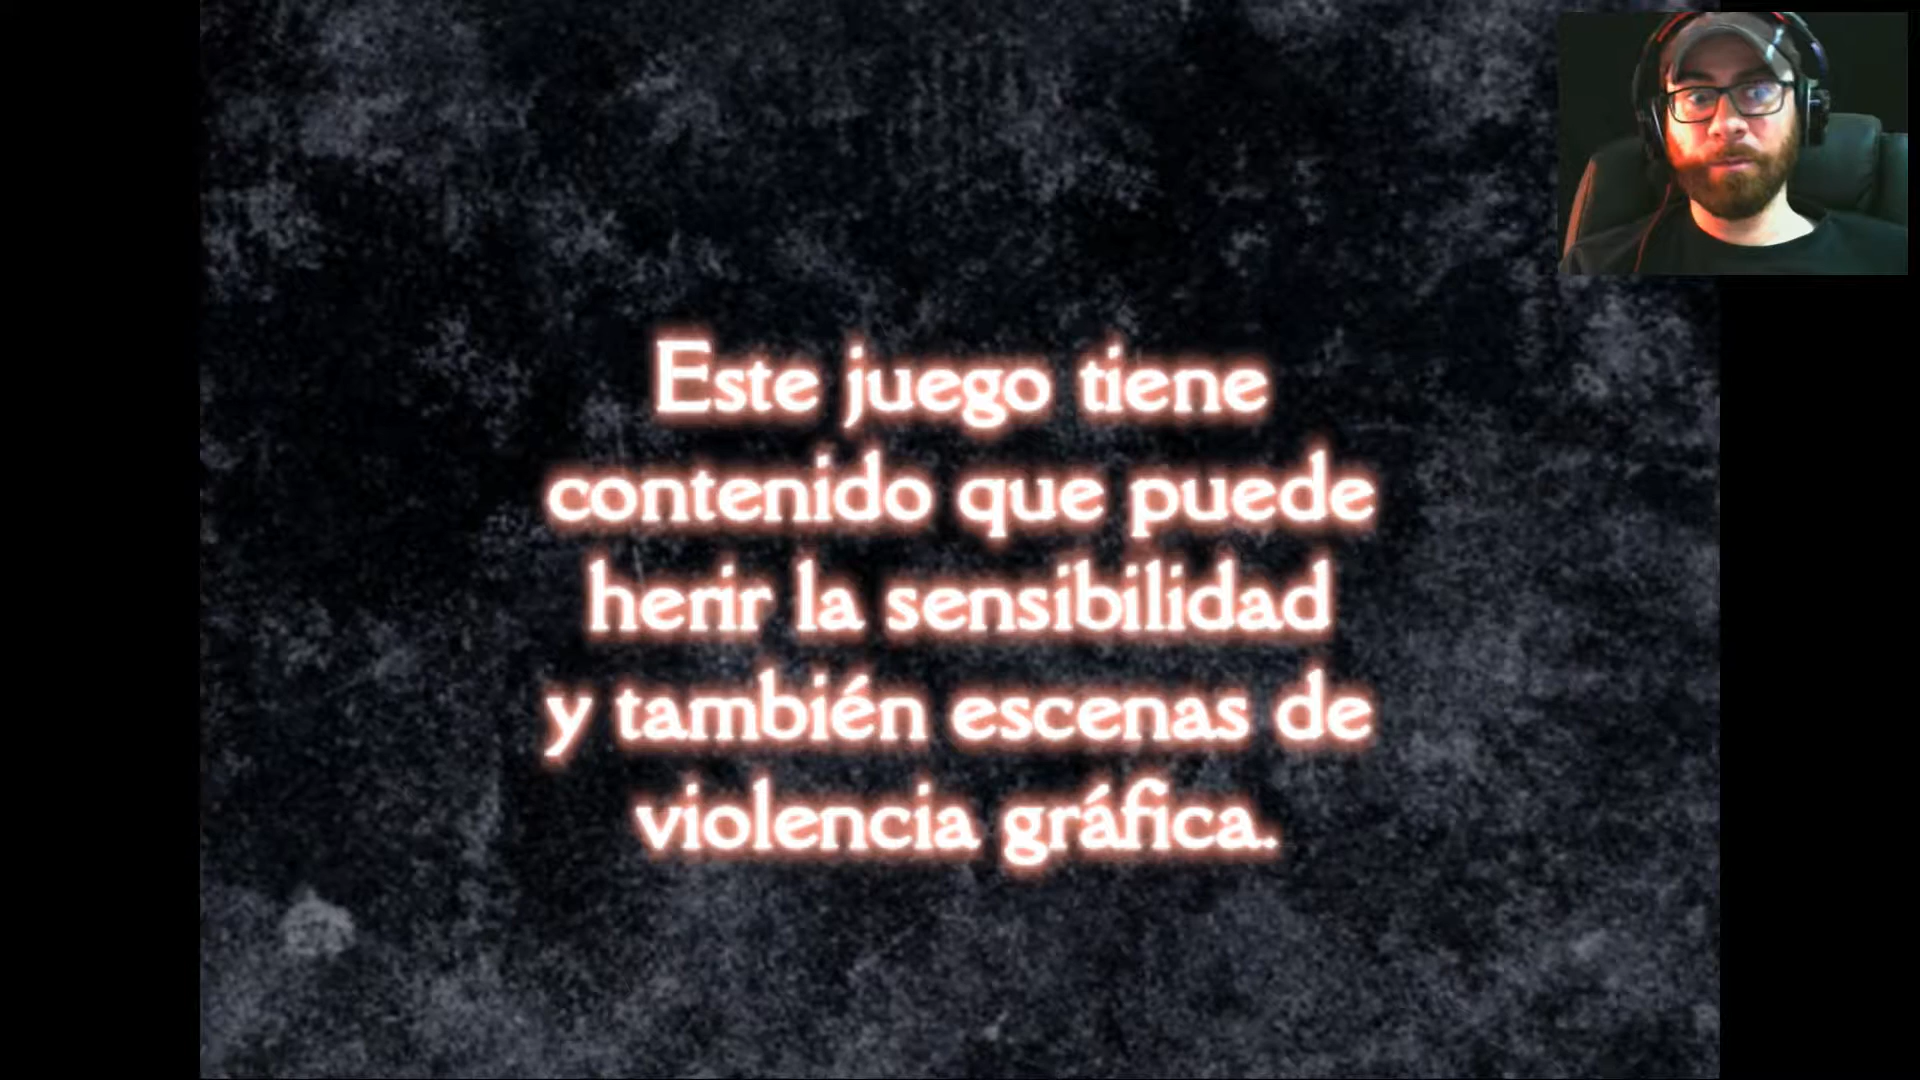 Este juego tiene
contenido que puede
herir la sensibilidad
y también escenas de
violencia gráfica.